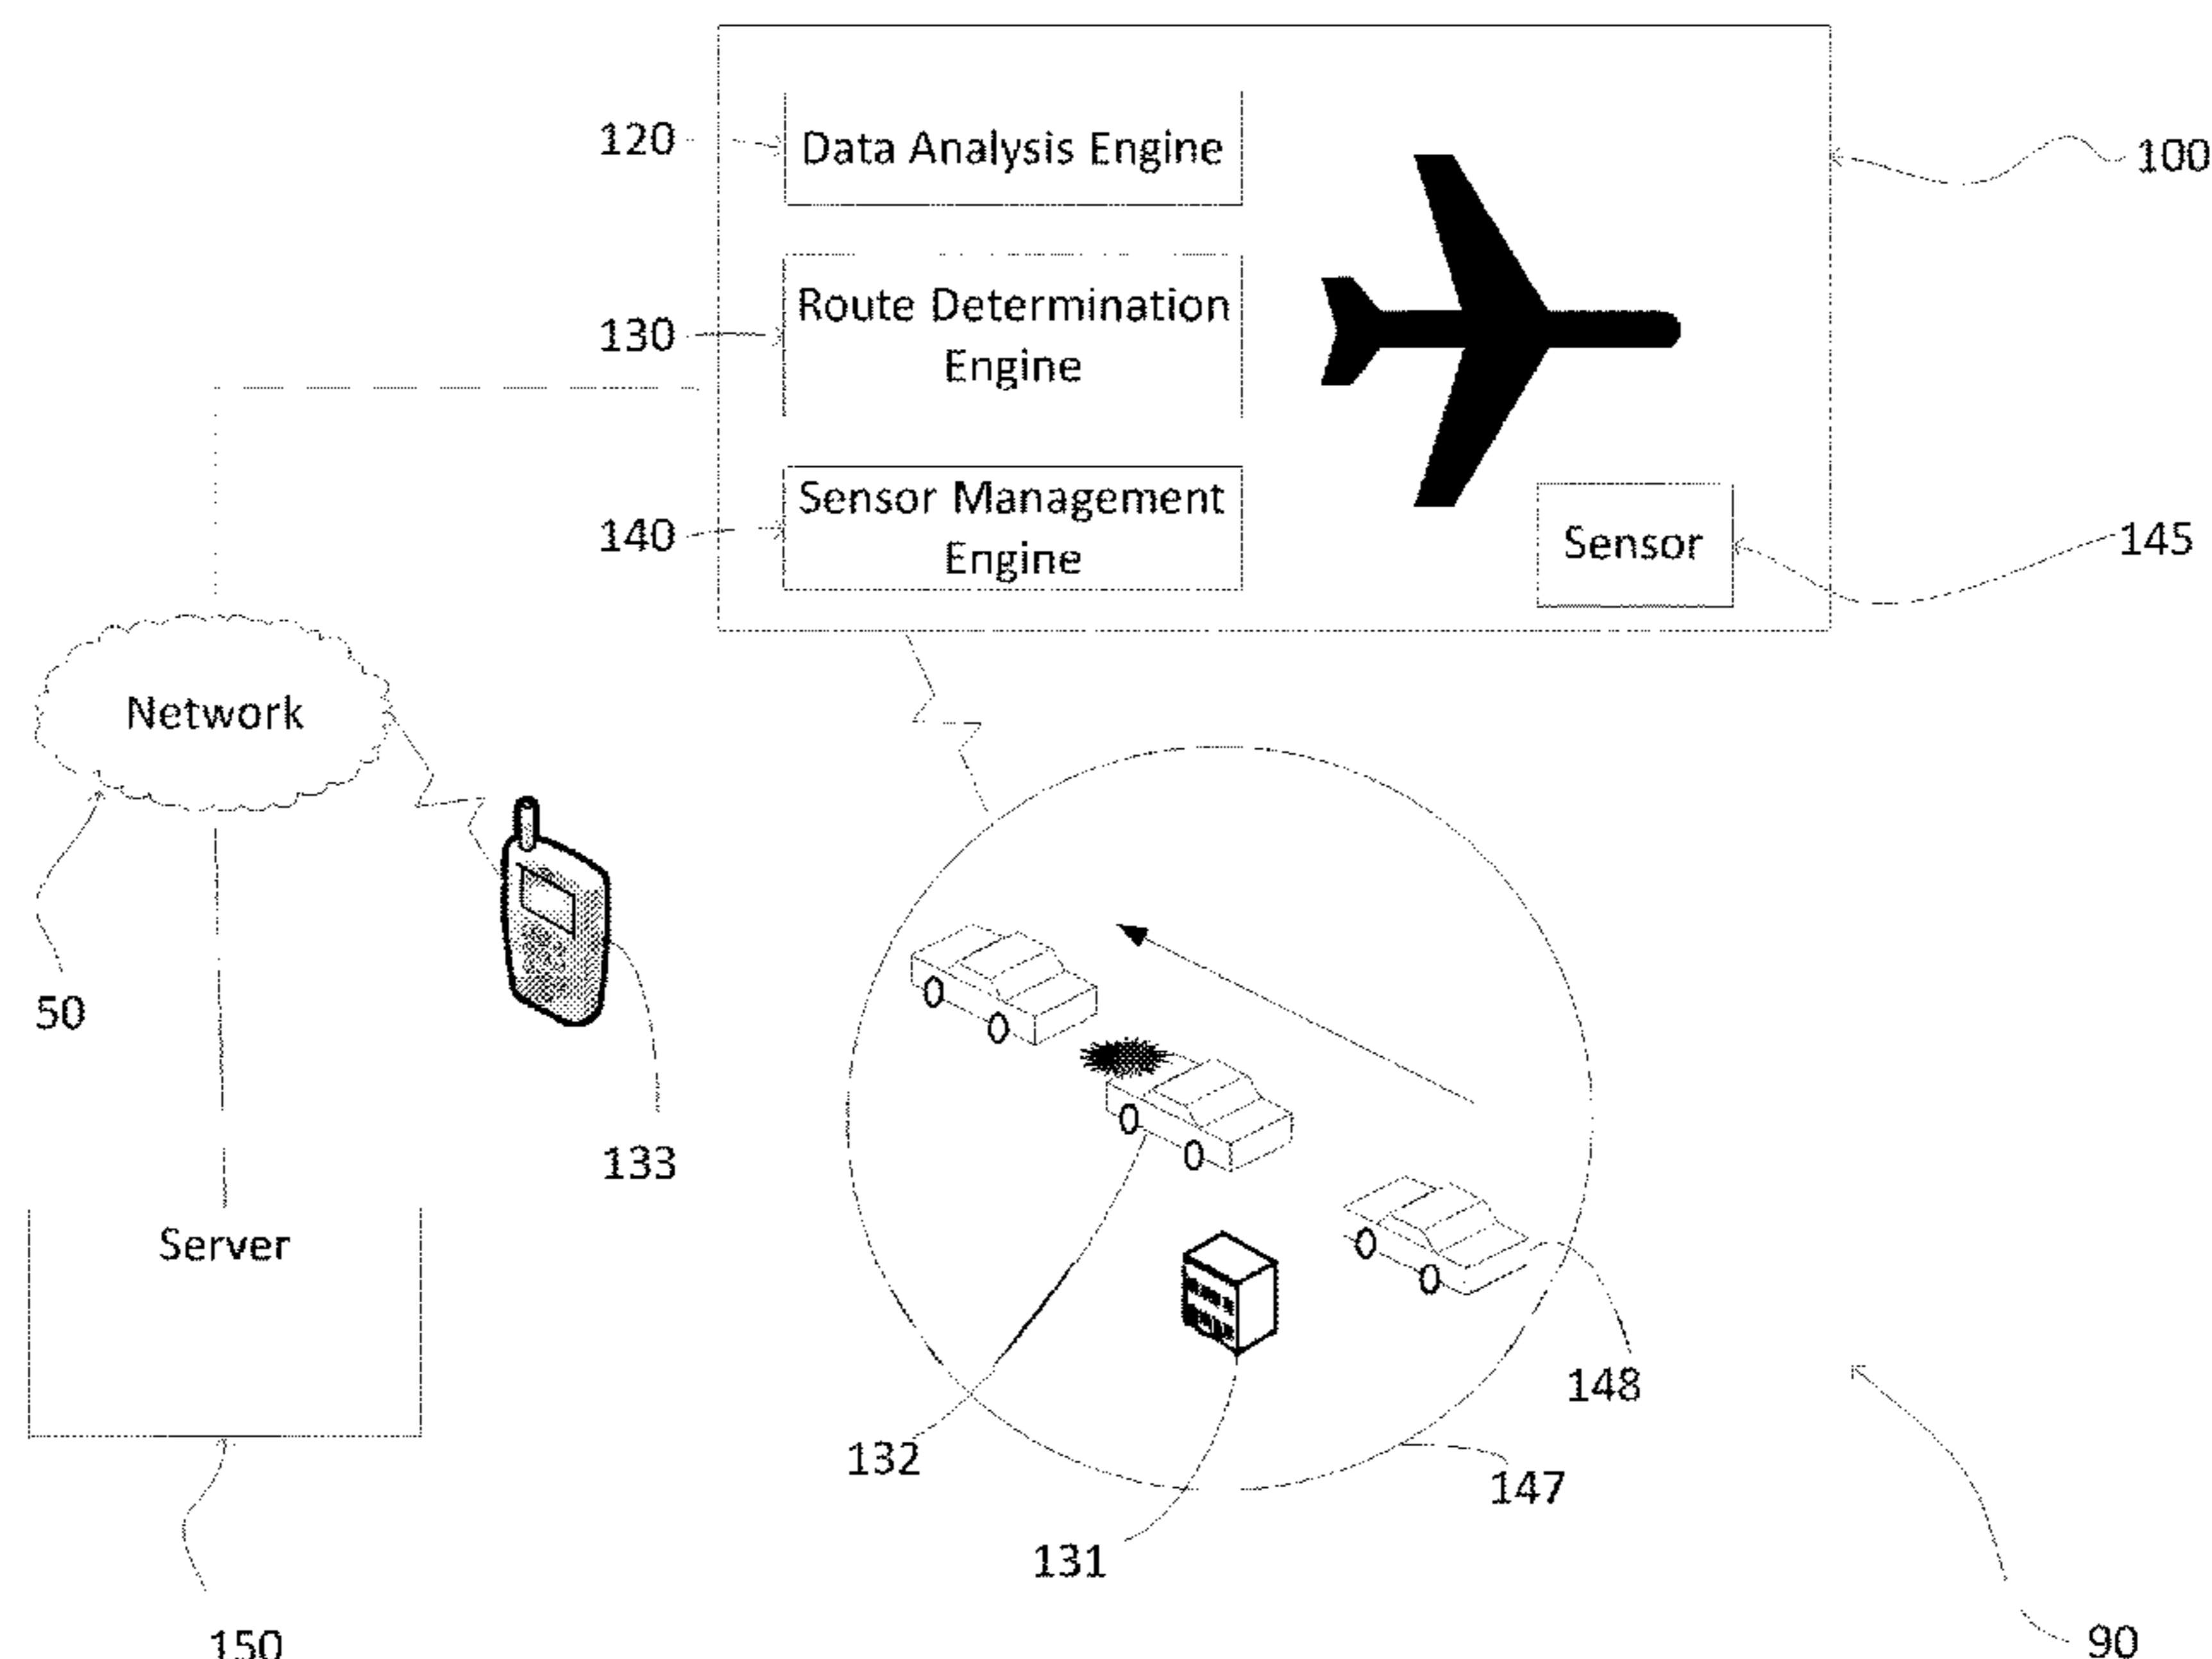 120
Data Analysis Engine
100
130
Route Determination
Engine
140
Sensor Management
Engine
Sensor
145
Network
50
133
Server
148
132
147
131
150
90